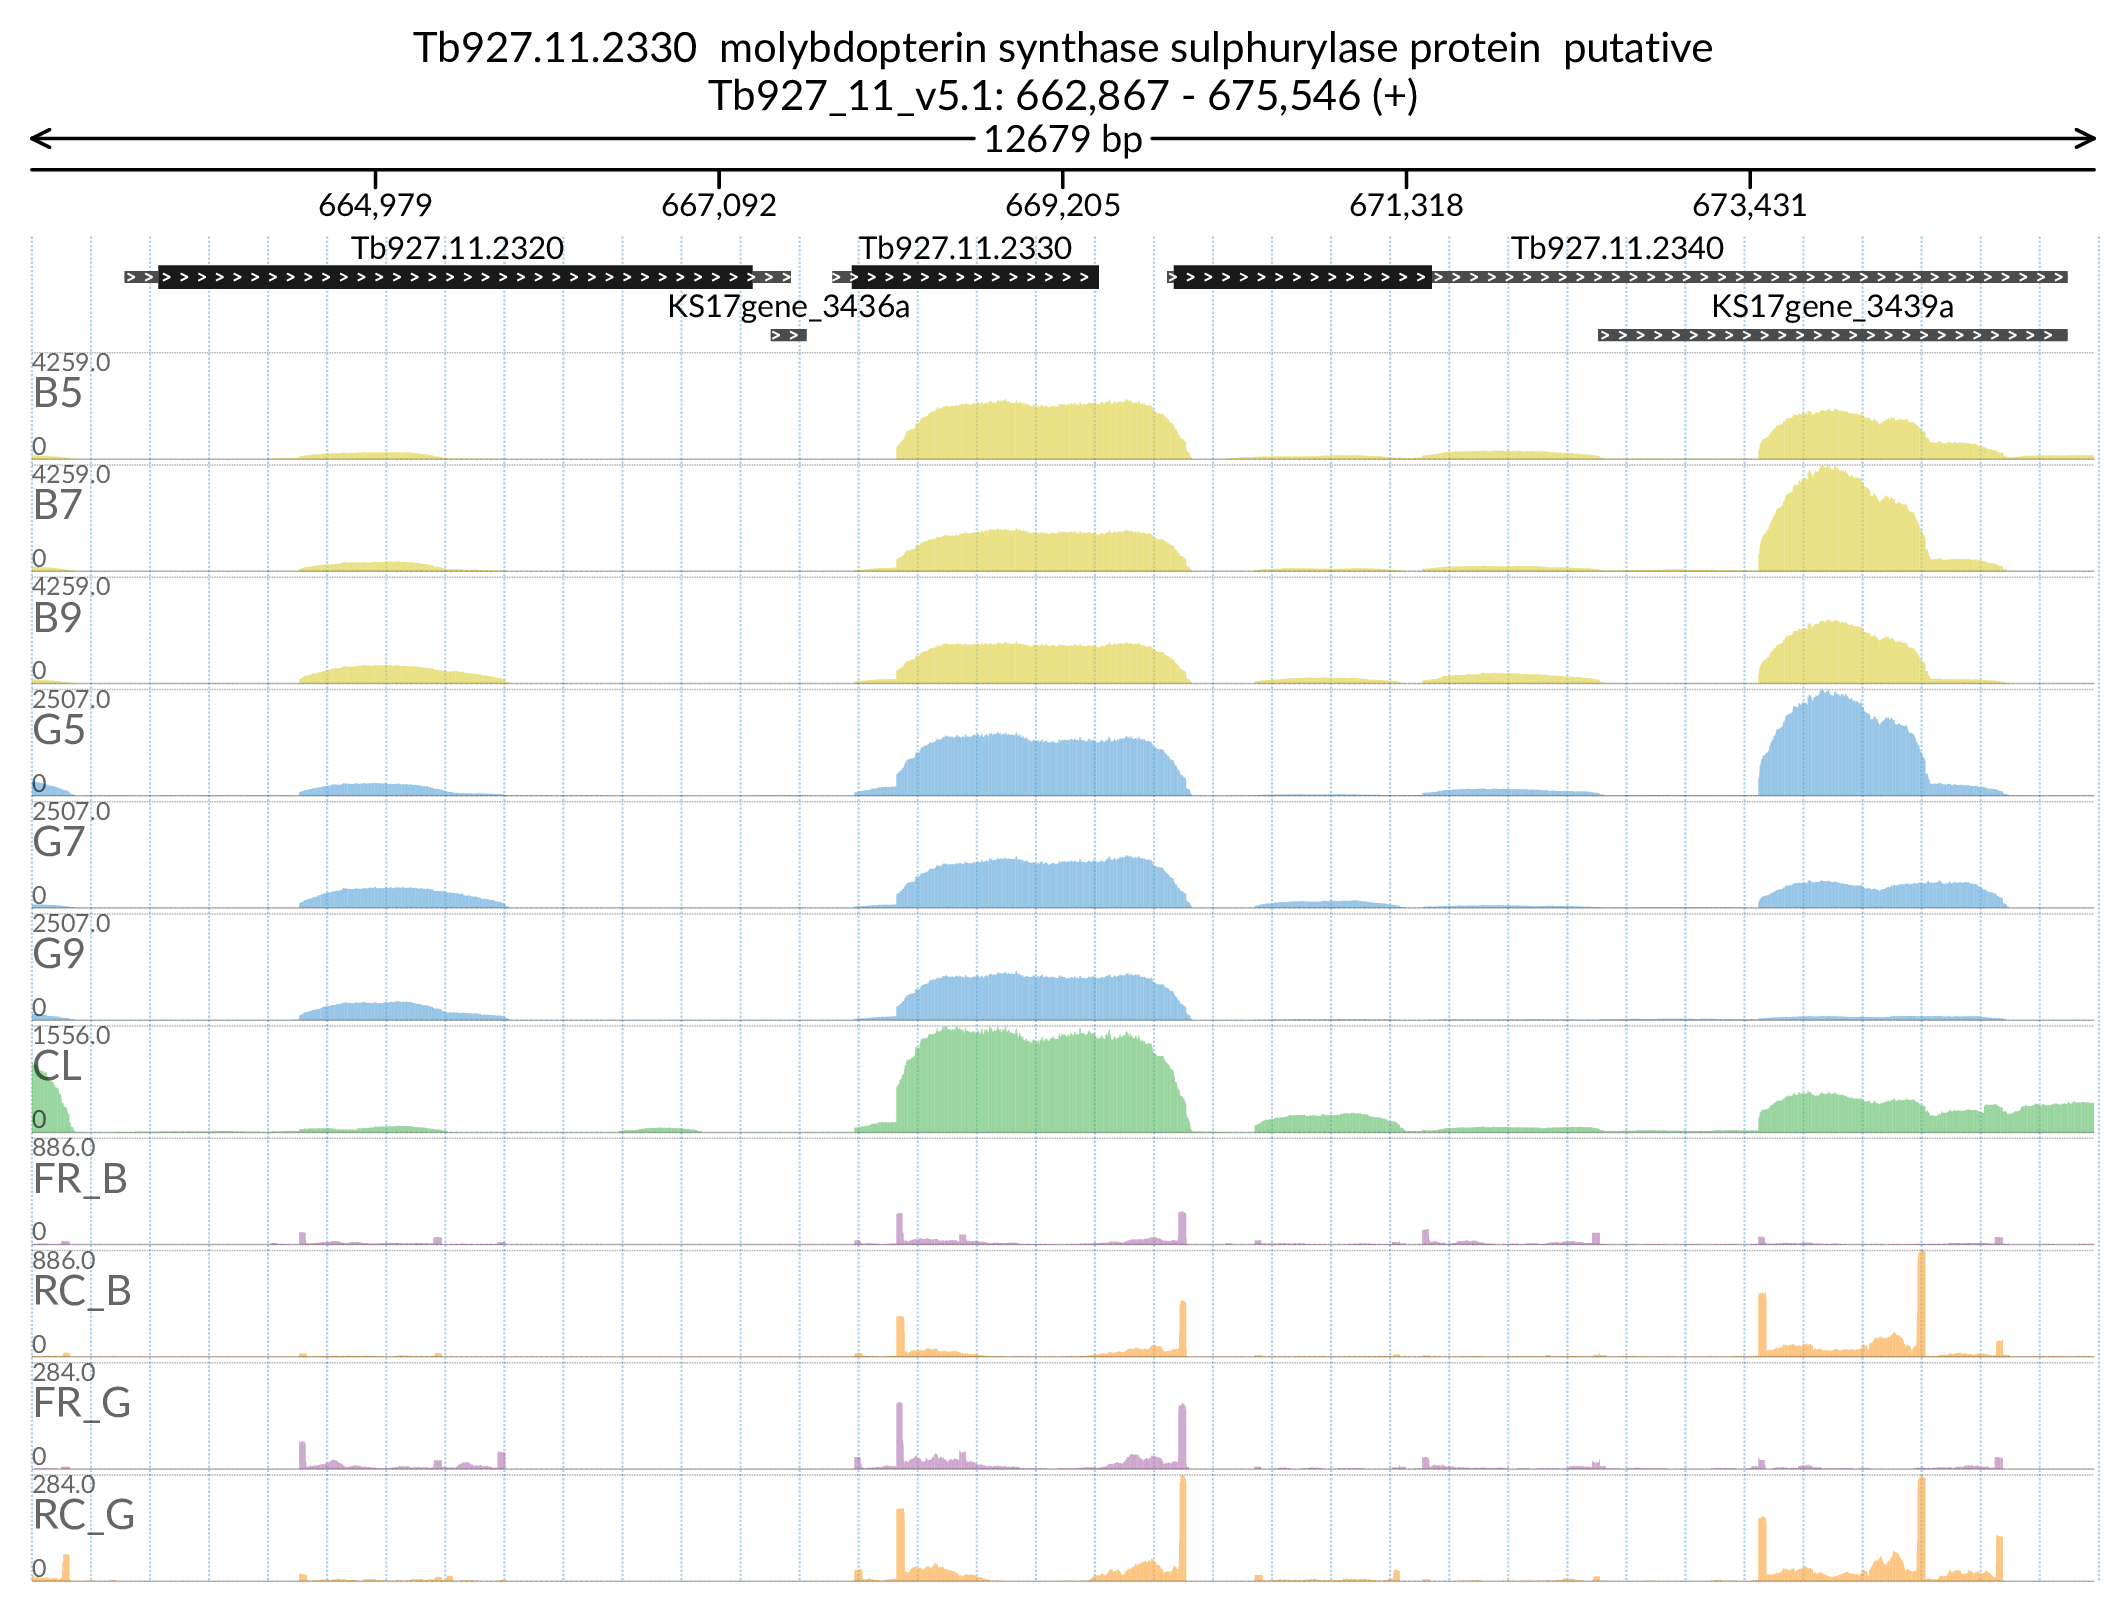 Tb927.11.2330  molybdopterin synthase sulphurylase protein  putative
Tb927_11_v5.1: 662,867 - 675,546 (+)
12679 bp
664,979 667,092 669,205 671,318 673,431
Tb927.11.2320 Tb927.11.2330 Tb927.11.2340
KS17gene_3436a KS17gene_3439a
4259.0
B5
0
4259.0
B7
0
4259.0
B9
0
2507.0
G5
0
2507.0
G7
0
2507.0
G9
0
1556.0
CL
0
886.0
FR_B
0
886.0
RC_B
0
284.0
FR_G
0
284.0
RC_G
0